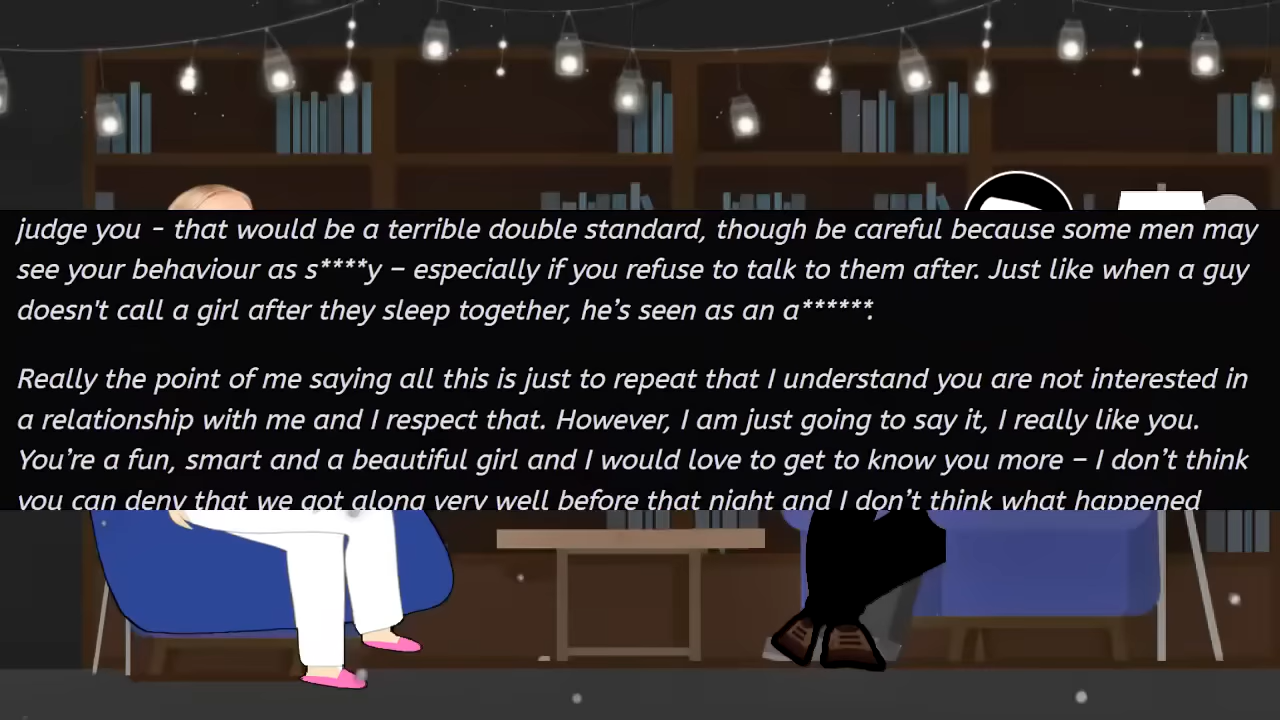 judge you - that would be a terrible double standard, though be careful because some men may
see your behaviour as s****y – especially if you refuse to talk to them after. Just like when a guy
doesn't call a girl after they sleep together, he’s seen as an a******.
Really the point of me saying all this is just to repeat that I understand you are not interested in
a relationship with me and I respect that. However, I am just going to say it, I really like you.
You’re a fun, smart and a beautiful girl and I would love to get to know you more – I don’t think
you can deny that we got along very well before that night and I don’t think what happened